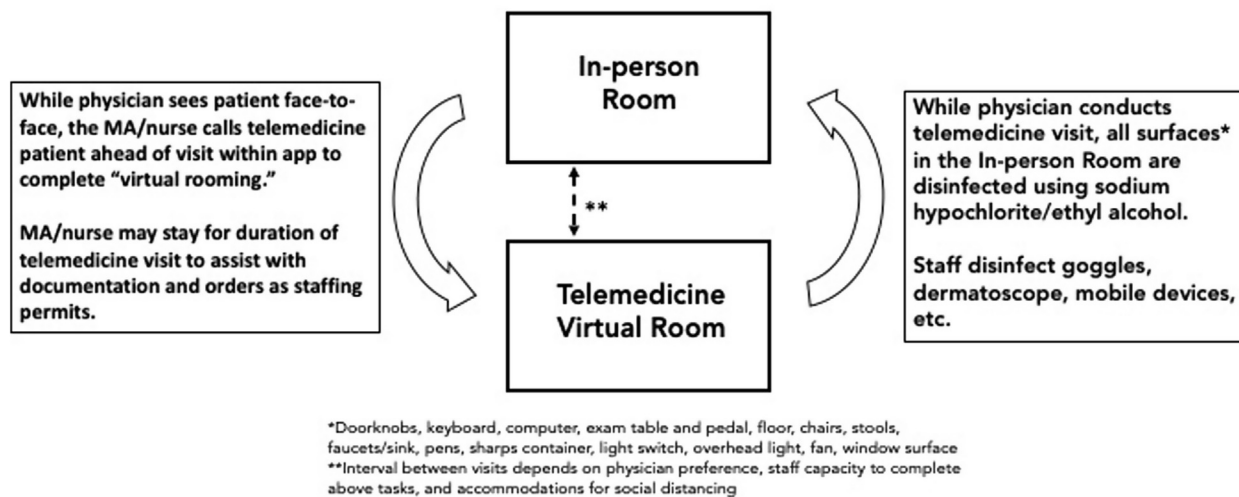 In-person
Room
While physician sees patient face-to-
face, the MA/nurse calls telemedicine
patient ahead of visit within app to
complete “virtual rooming.”
MA/nurse may stay for duration of
telemedicine visit to assist with
documentation and orders as staffing
permits.
**
Telemedicine
Virtual Room
While physician conducts
telemedicine visit, all surfaces*
in the In-person Room are
disinfected using sodium
hypochlorite/ethyl alcohol.
Staff disinfect goggles,
dermatoscope, mobile devices,
etc.
*Doorknobs, keyboard, computer, exam table and pedal, floor, chairs, stools,
faucets/sink, pens, sharps container, light switch, overhead light, fan, window surface
**Interval between visits depends on physician preference, staff capacity to complete
above tasks, and accommodations for social distancing